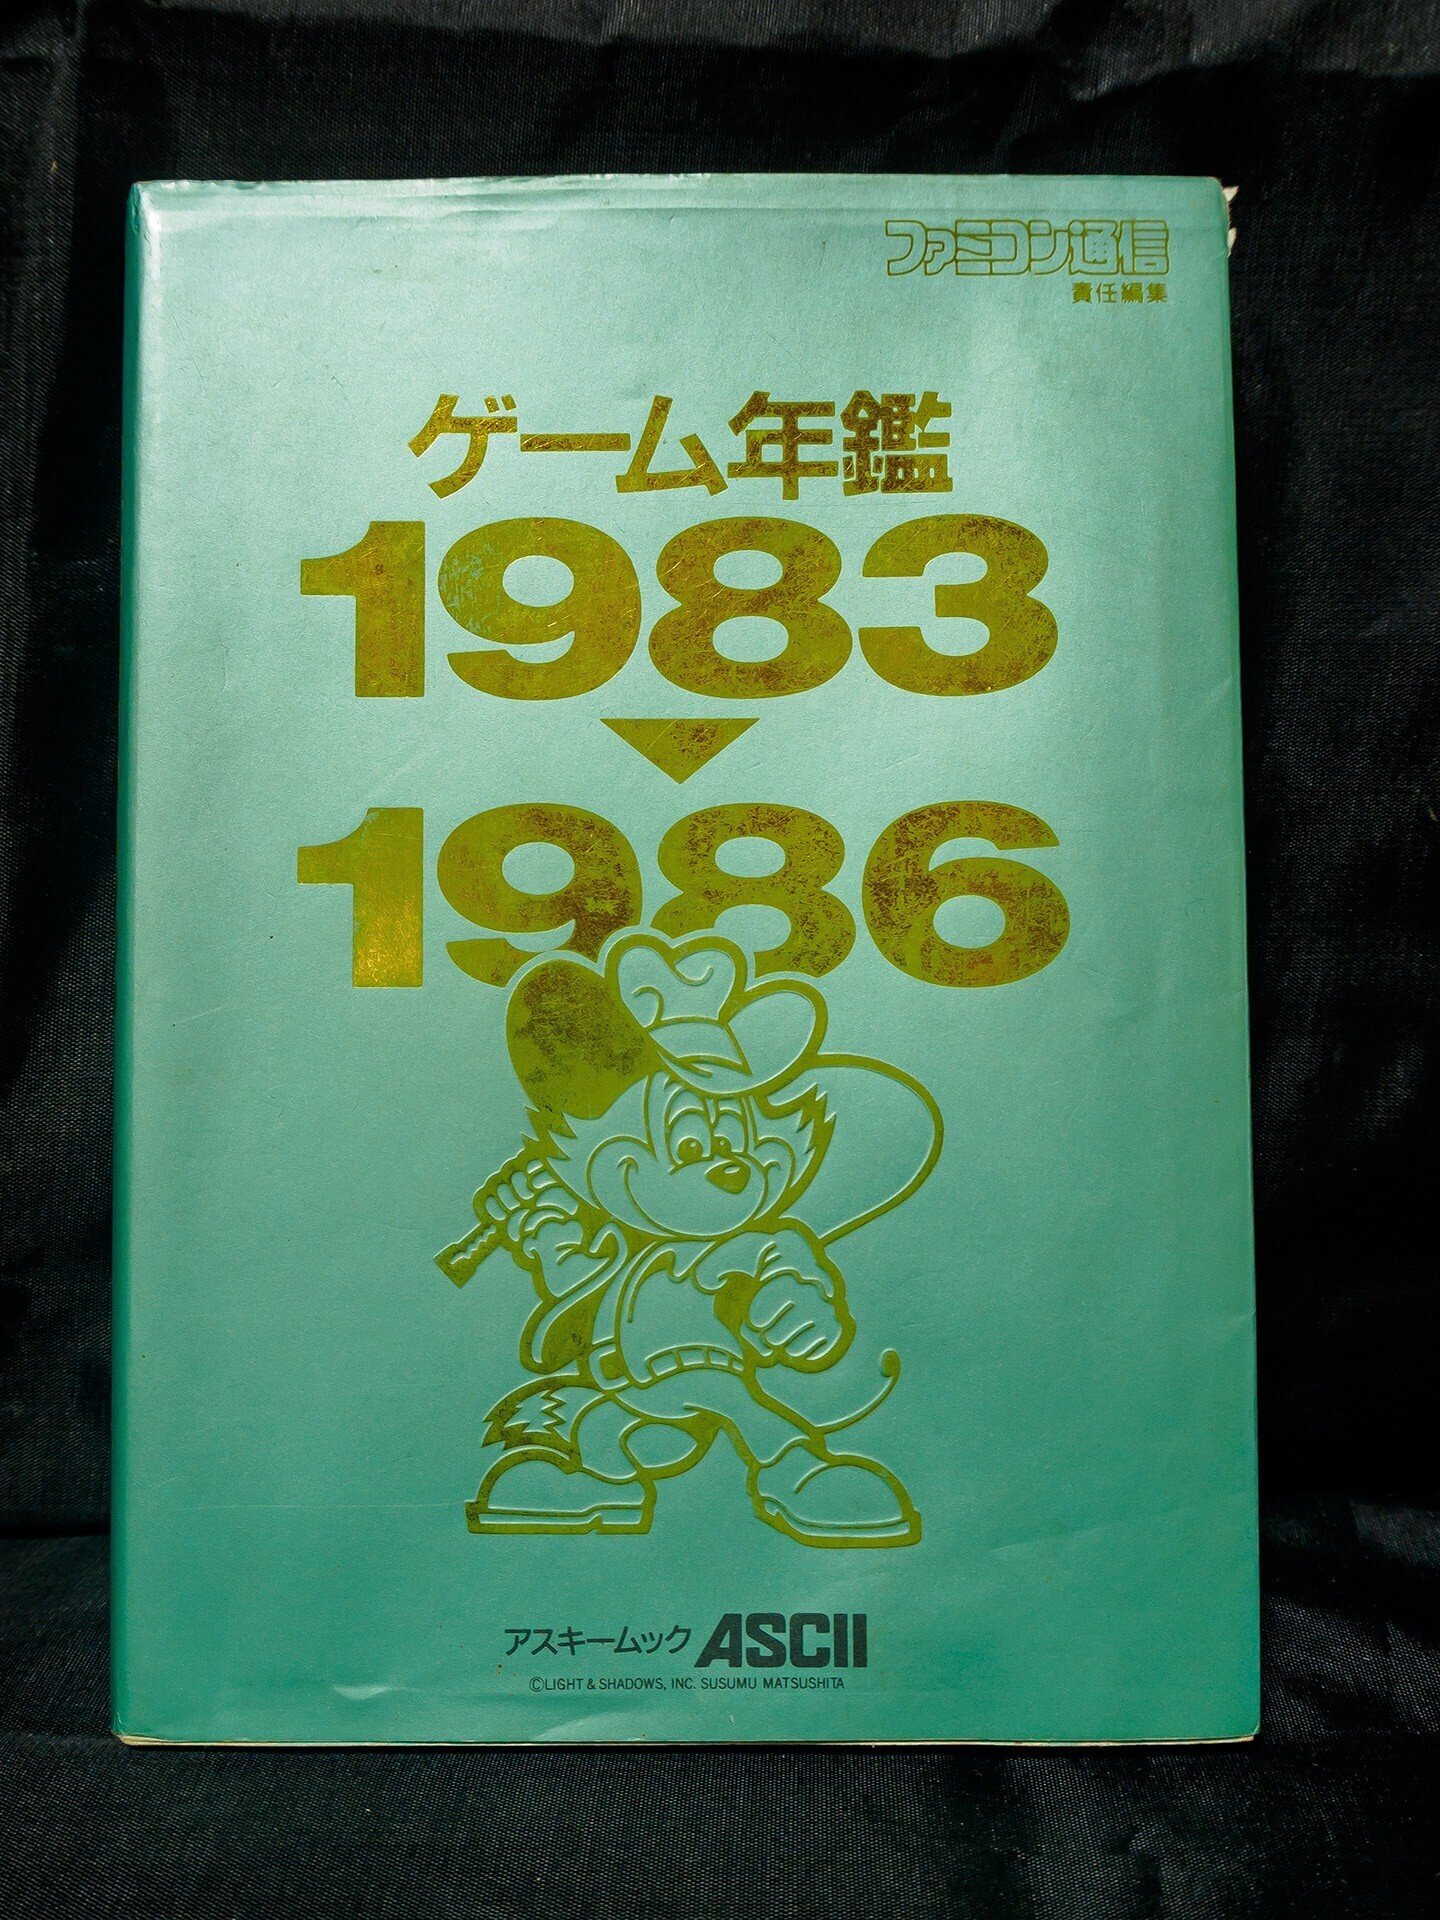 ファミコン通信
責任編集
ゲーム年鑑
1983
1986
アスキームック ASCII
©LIGHT & SHADOWS, INC. SUSUMU MATSUSHITA